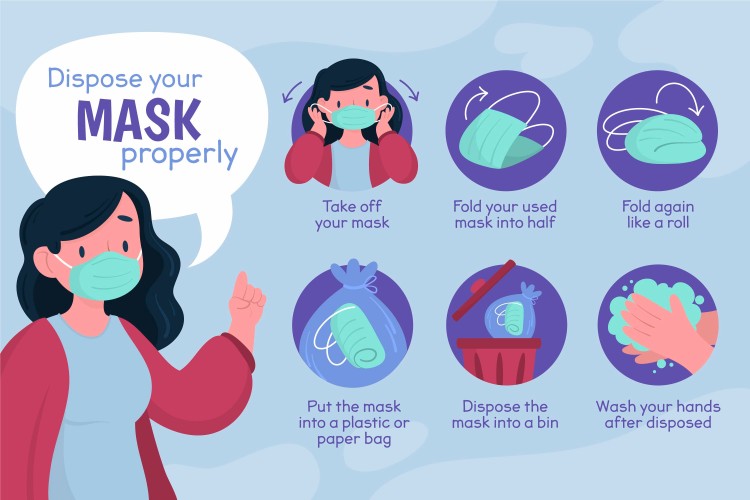 Dispose your
MASK
properly
Take off
your mask
Fold your used
mask into half
Fold again
like a roll
Put the mask
into a plastic or
paper bag
Dispose the
mask into a bin
Wash your hands
after disposed